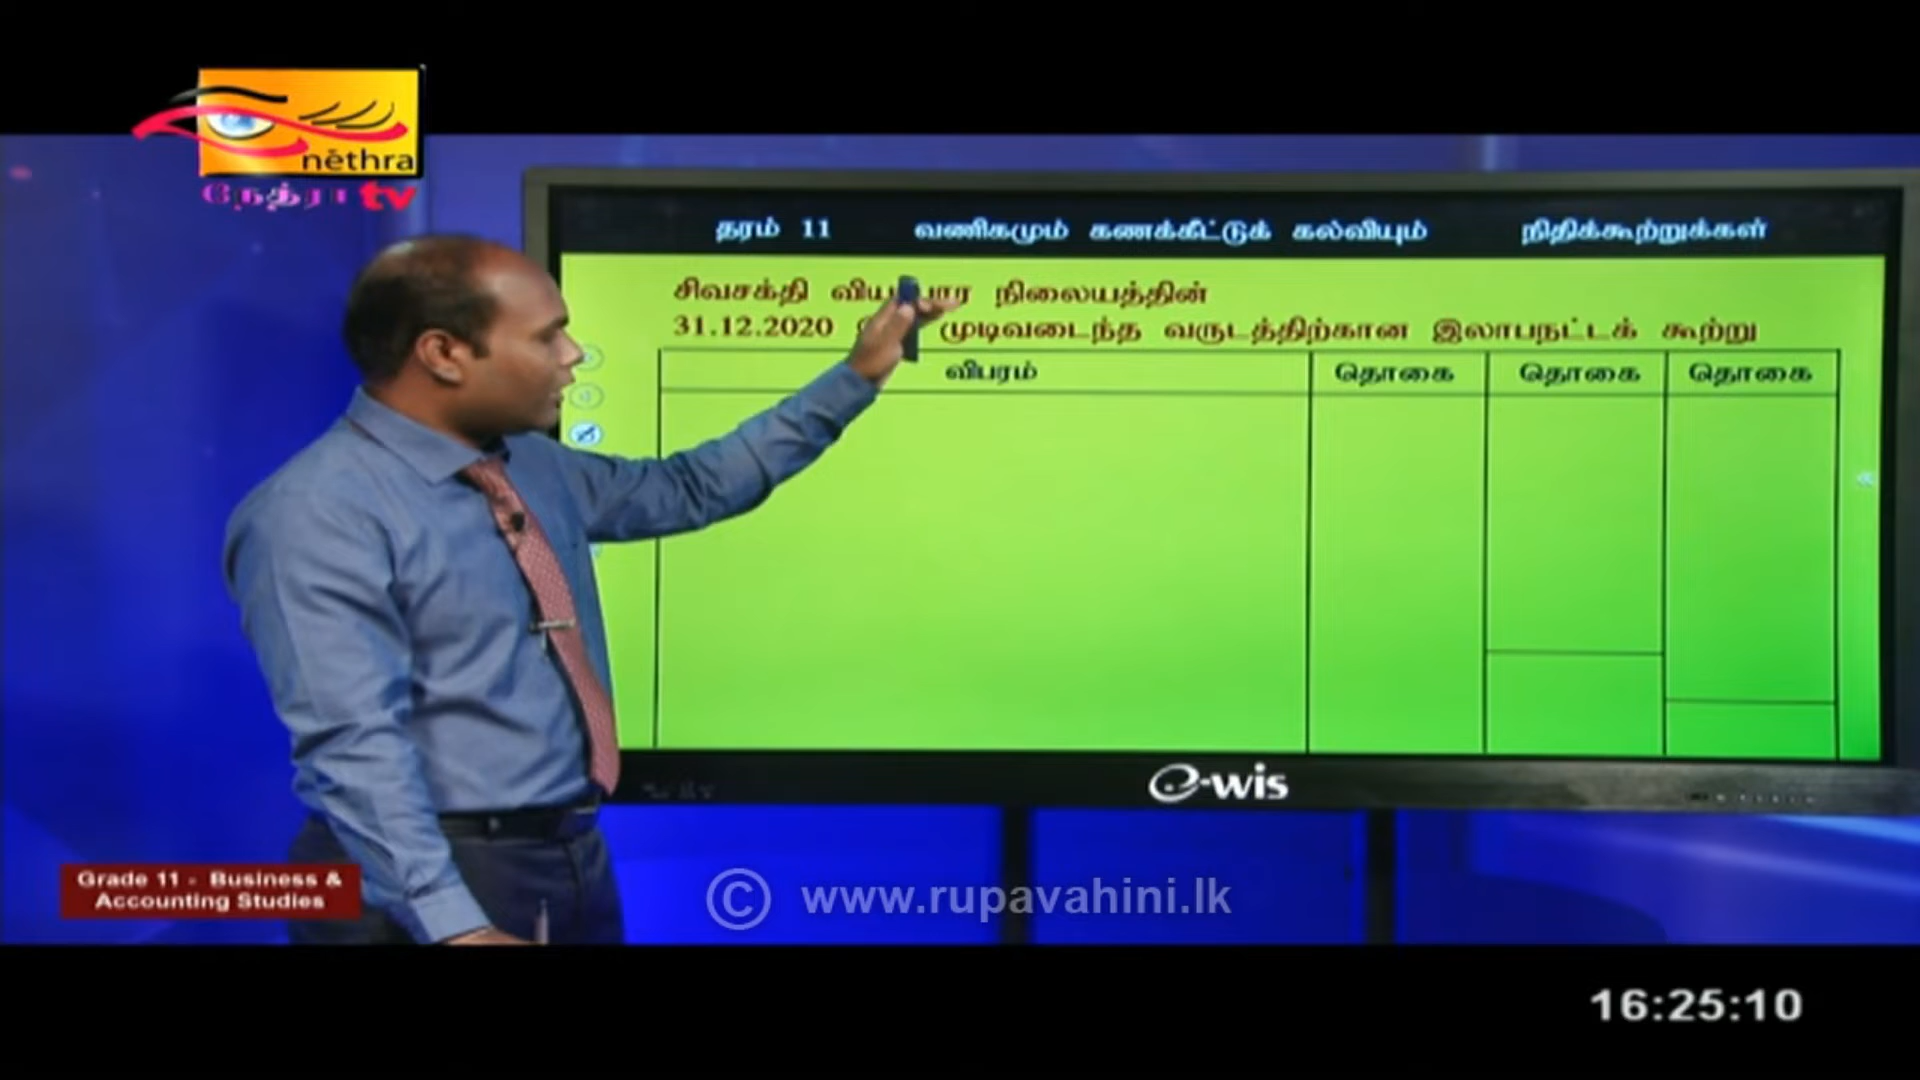 nēthra
நேத்ரா tv
தரம் 11 வணிகமும் கணக்கீட்டுக் கல்வியும் நிதிக்கூற்றுக்கள்
சிவசக்தி நிலையத்தின்
31.12.2020 முடிவடைந்த வருடத்திற்கான இலாபநட்டக் கூற்று
விபரம் தொகை தொகை தொகை
e-wis
Grade 11 - Business &
Accounting Studies
© www.rupavahini.lk
16:25:10